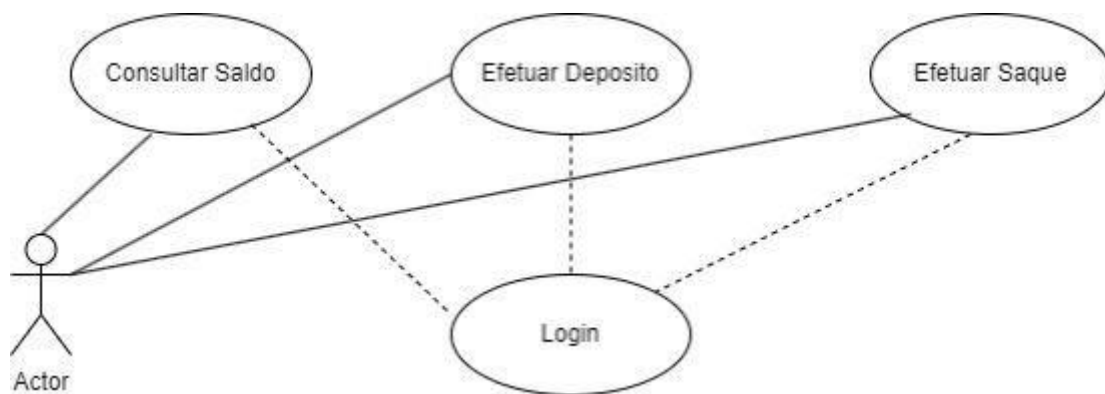 Consultar Saldo
Efetuar Deposito
Efetuar Saque
Login
Actor